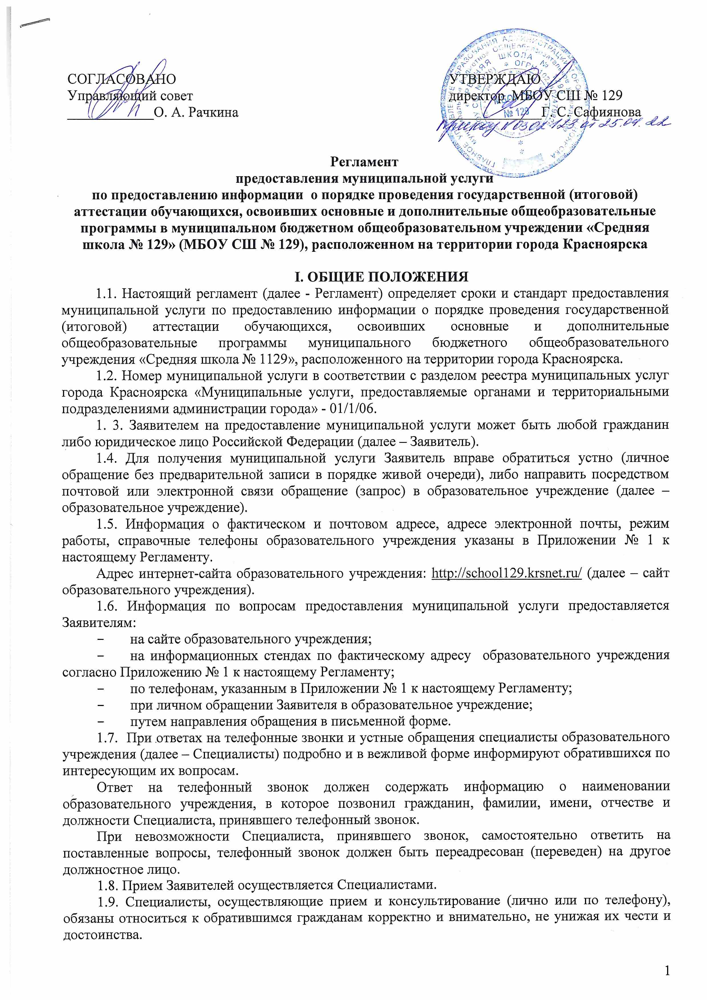 СОГЛАСОВАНО
Управляющий совет
____________О. А. Рачкина
УТВЕРЖДАЮ
директор МБОУ СШ № 129
_____________Г. С. Сафиянова
от 25.04.22
МБОУ СШ
№ 129
Регламент
предоставления муниципальной услуги
по предоставлению информации о порядке проведения государственной (итоговой)
аттестации обучающихся, освоивших основные и дополнительные общеобразовательные
программы в муниципальном бюджетном общеобразовательном учреждении «Средняя
школа № 129» (МБОУ СШ № 129), расположенном на территории города Красноярска
I. ОБЩИЕ ПОЛОЖЕНИЯ
1.1. Настоящий регламент (далее - Регламент) определяет сроки и стандарт предоставления
муниципальной услуги по предоставлению информации о порядке проведения государственной
(итоговой) аттестации обучающихся, освоивших основные и дополнительные
общеобразовательные программы муниципального бюджетного общеобразовательного
учреждения «Средняя школа № 1129», расположенного на территории города Красноярска.
1.2. Номер муниципальной услуги в соответствии с разделом реестра муниципальных услуг
города Красноярска «Муниципальные услуги, предоставляемые органами и территориальными
подразделениями администрации города» - 01/1/06.
1. 3. Заявителем на предоставление муниципальной услуги может быть любой гражданин
либо юридическое лицо Российской Федерации (далее – Заявитель).
1.4. Для получения муниципальной услуги Заявитель вправе обратиться устно (личное
обращение без предварительной записи в порядке живой очереди), либо направить посредством
почтовой или электронной связи обращение (запрос) в образовательное учреждение (далее –
образовательное учреждение).
1.5. Информация о фактическом и почтовом адресе, адресе электронной почты, режим
работы, справочные телефоны образовательного учреждения указаны в Приложении № 1 к
настоящему Регламенту.
Адрес интернет-сайта образовательного учреждения: http://school129.krsnet.ru/ (далее – сайт
образовательного учреждения).
1.6. Информация по вопросам предоставления муниципальной услуги предоставляется
Заявителям:
− на сайте образовательного учреждения;
− на информационных стендах по фактическому адресу образовательного учреждения
согласно Приложению № 1 к настоящему Регламенту;
− по телефонам, указанным в Приложении № 1 к настоящему Регламенту;
− при личном обращении Заявителя в образовательное учреждение;
− путем направления обращения в письменной форме.
1.7. При ответах на телефонные звонки и устные обращения специалисты образовательного
учреждения (далее – Специалисты) подробно и в вежливой форме информируют обратившихся по
интересующим их вопросам.
Ответ на телефонный звонок должен содержать информацию о наименовании
образовательного учреждения, в которое позвонил гражданин, фамилии, имени, отчестве и
должности Специалиста, принявшего телефонный звонок.
При невозможности Специалиста, принявшего звонок, самостоятельно ответить на
поставленные вопросы, телефонный звонок должен быть переадресован (переведен) на другое
должностное лицо.
1.8. Прием Заявителей осуществляется Специалистами.
1.9. Специалисты, осуществляющие прием и консультирование (лично или по телефону),
обязаны относиться к обратившимся гражданам корректно и внимательно, не унижая их чести и
достоинства.
1